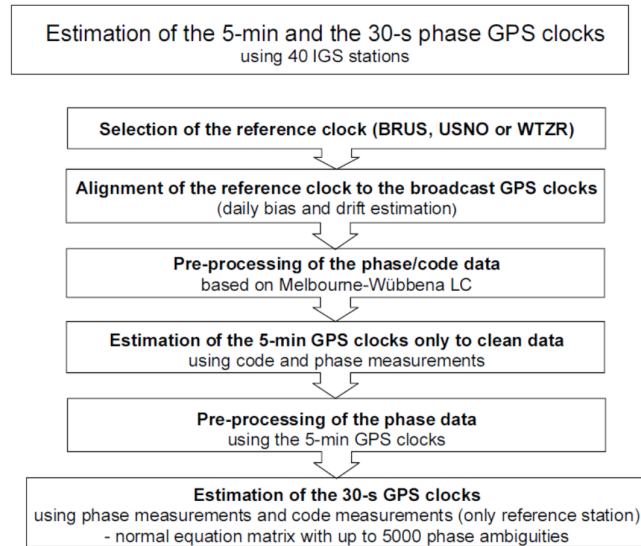 Estimation of the 5-min and the 30-s phase GPS clocks
using 40 IGS stations
Selection of the reference clock (BRUS, USNO or WTZR)
Alignment of the reference clock to the broadcast GPS clocks
(daily bias and drift estimation)
Pre-processing of the phase/code data
based on Melbourne-Wübbena LC
Estimation of the 5-min GPS clocks only to clean data
using code and phase measurements
Pre-processing of the phase data
using the 5-min GPS clocks
Estimation of the 30-s GPS clocks
using phase measurements and code measurements (only reference station)
- normal equation matrix with up to 5000 phase ambiguities